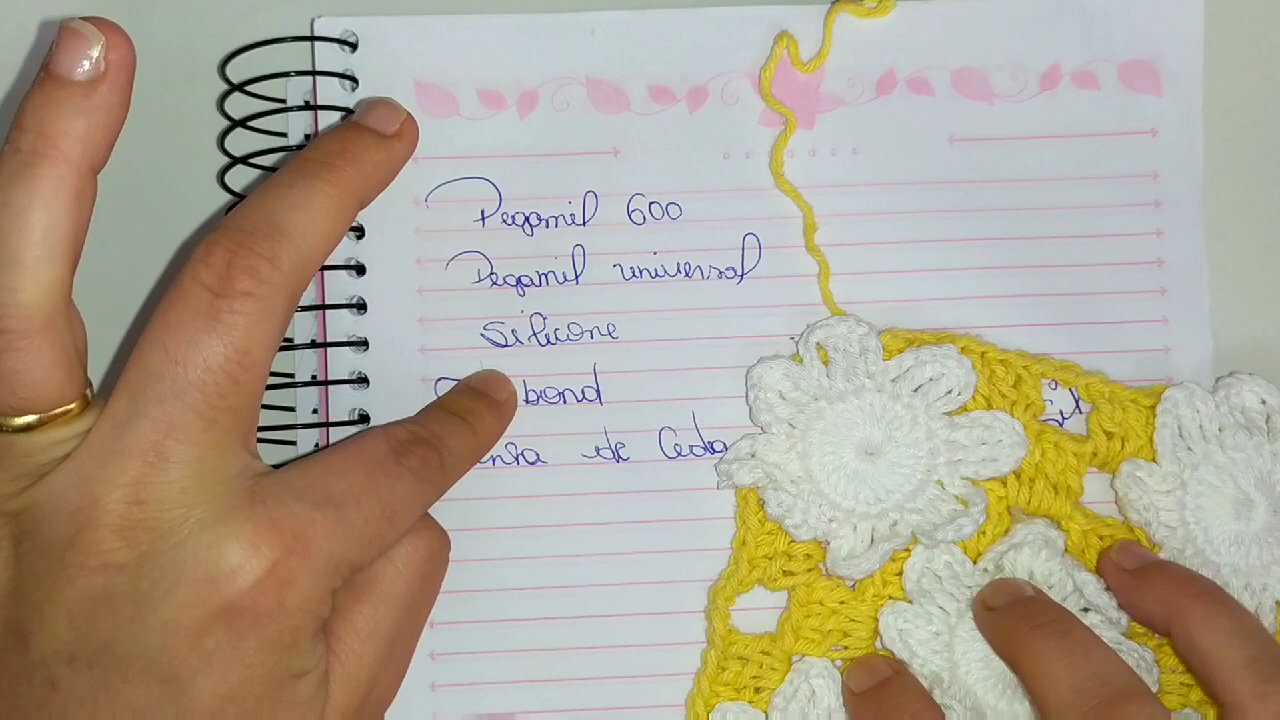 Pegamil 600
Pegamil universal
Silicone
bond
de Ceda